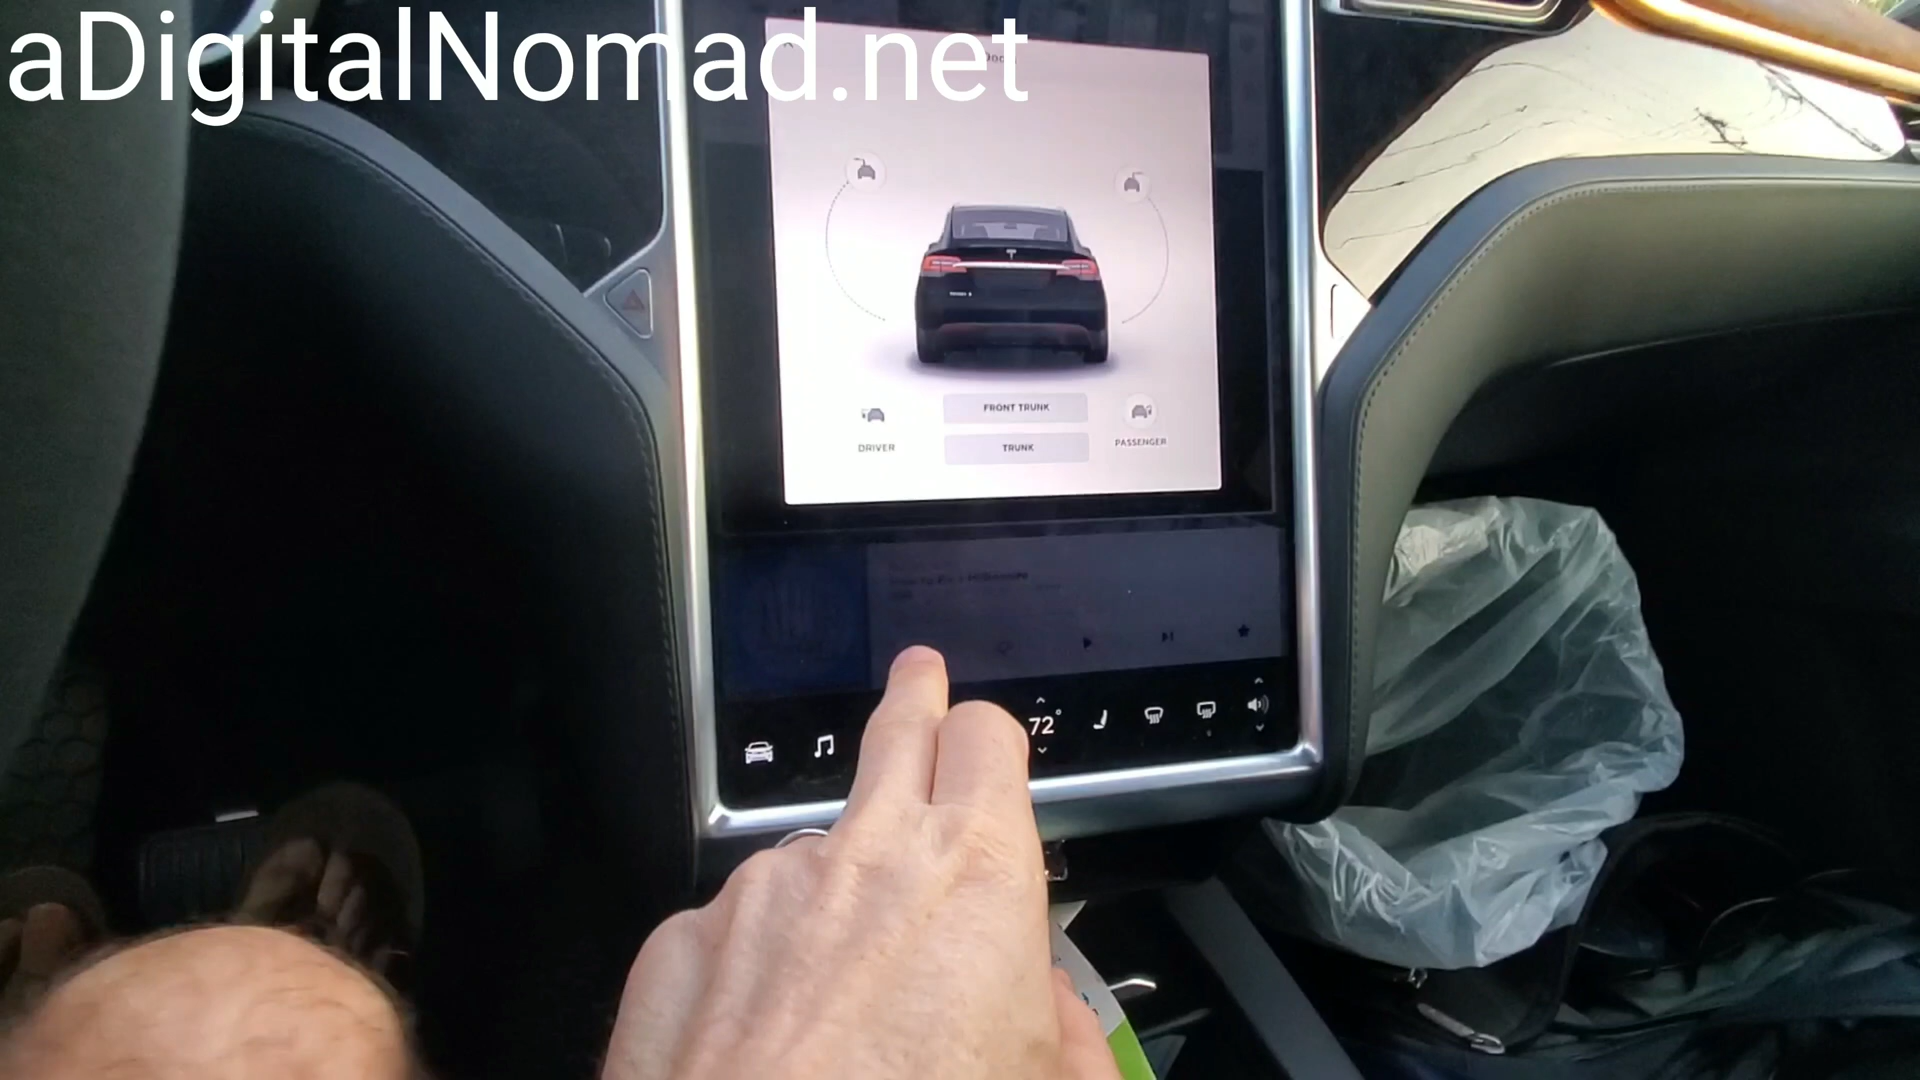 aDigitalNomad.net
FRONT TRUNK
DRIVER
TRUNK
PASSENGER
72°